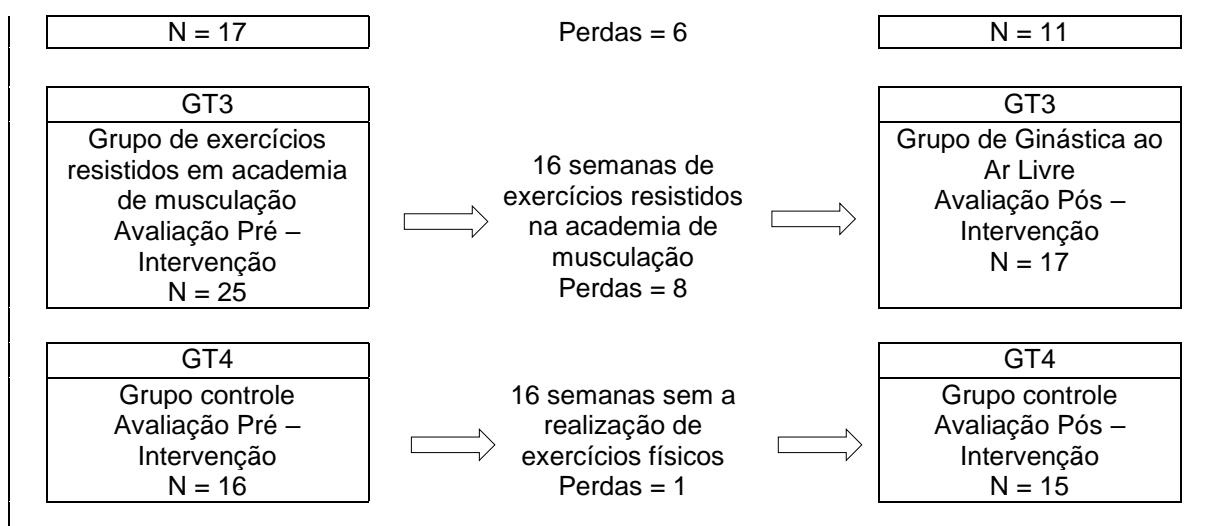 N = 17
Perdas = 6
N = 11
GT3
Grupo de exercícios
resistidos em academia
de musculação
Avaliação Pré –
Intervenção
N = 25
16 semanas de
exercícios resistidos
na academia de
musculação
Perdas = 8
GT3
Grupo de Ginástica ao
Ar Livre
Avaliação Pós –
Intervenção
N = 17
GT4
Grupo controle
Avaliação Pré –
Intervenção
N = 16
16 semanas sem a
realização de
exercícios físicos
Perdas = 1
GT4
Grupo controle
Avaliação Pós –
Intervenção
N = 15